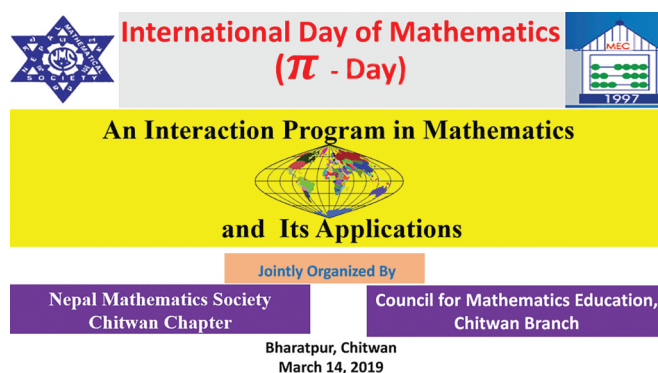 International Day of Mathematics
(π - Day)
MEC
1997
An Interaction Program in Mathematics
and Its Applications
Jointly Organized By
Nepal Mathematics Society
Chitwan Chapter
Council for Mathematics Education,
Chitwan Branch
Bharatpur, Chitwan
March 14, 2019